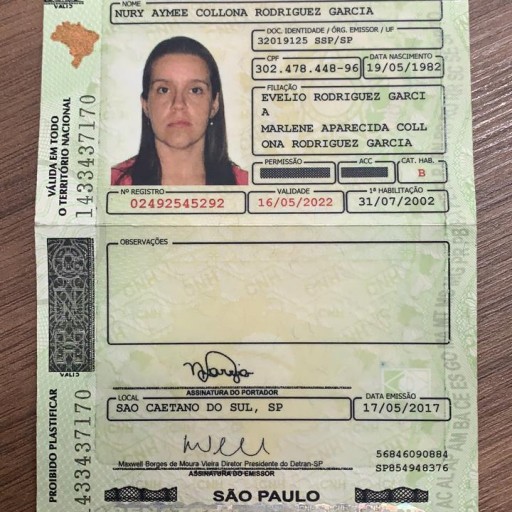 VÁLIDA EM TODO
O TERRITÓRIO NACIONAL
1433437170
NOME
NURY AYMEE COLLONA RODRIGUEZ GARCIA
DOC. IDENTIDADE / ÓRG. EMISSOR / UF
32019125 SSP/SP
CPF
302.478.448-96
DATA NASCIMENTO
19/05/1982
FILIAÇÃO
EVELIO RODRIGUEZ GARCI
A
MARLENE APARECIDA COLL
ONA RODRIGUEZ GARCIA
PERMISSÃO
ACC
CAT. HAB.
B
Nº REGISTRO
02492545292
VALIDADE
16/05/2022
1ª HABILITAÇÃO
31/07/2002
OBSERVAÇÕES
PROIBIDO PLASTIFICAR
1433437170
ASSINATURA DO PORTADOR
LOCAL
SAO CAETANO DO SUL, SP
DATA EMISSÃO
17/05/2017
Maxwell Borges de Moura Vieira Diretor Presidente do Detran-SP
ASSINATURA DO EMISSOR
56846090884
SP854948376
SÃO PAULO